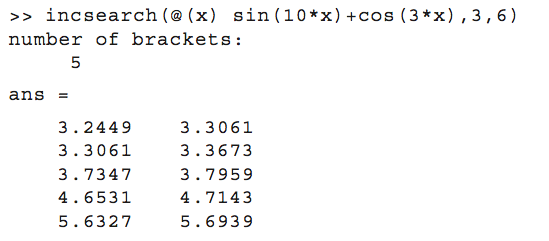 >> incsearch(@(x) sin(10*x)+cos(3*x),3,6)
number of brackets:
5
ans =
3.2449 3.3061
3.3061 3.3673
3.7347 3.7959
4.6531 4.7143
5.6327 5.6939